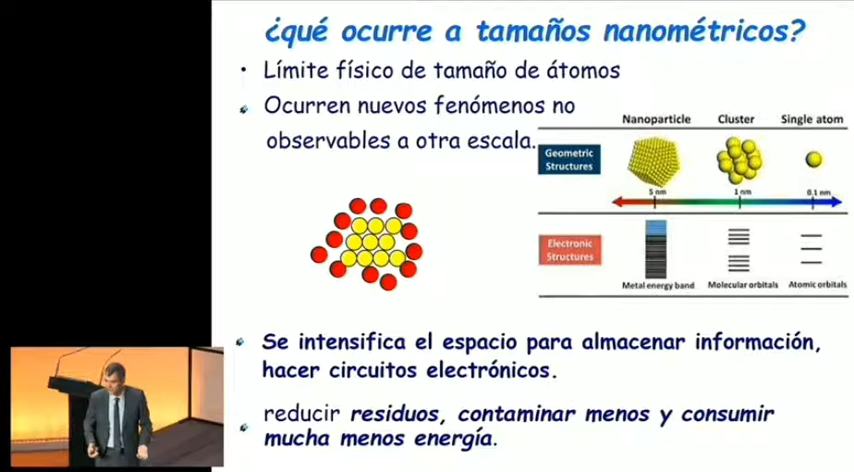 ¿qué ocurre a tamaños nanométricos?
• Límite físico de tamaño de átomos
Ocurren nuevos fenómenos no
observables a otra escala.
Nanoparticle Cluster Single atom
Geometric
Structures
5 nm 1 nm 0.1 nm
Electronic
Structures
Metal energy band Molecular orbitals Atomic orbitals
Se intensifica el espacio para almacenar información,
hacer circuitos electrónicos.
reducir residuos, contaminar menos y consumir
mucha menos energía.